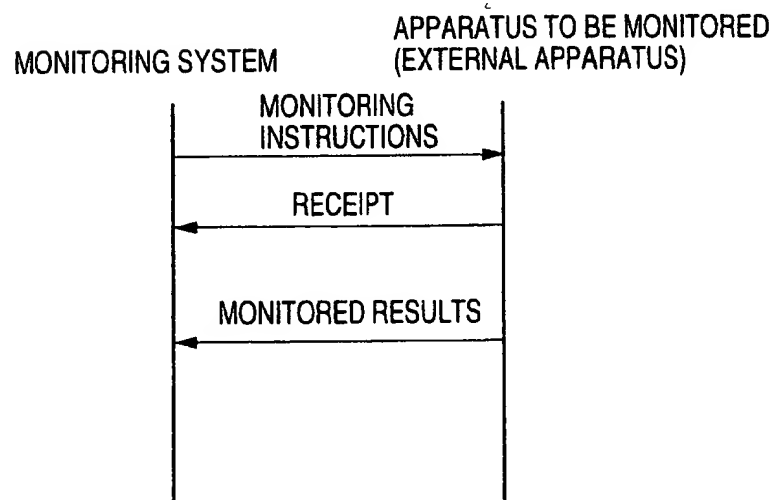 MONITORING SYSTEM
APPARATUS TO BE MONITORED
(EXTERNAL APPARATUS)
MONITORING
INSTRUCTIONS
RECEIPT
MONITORED RESULTS